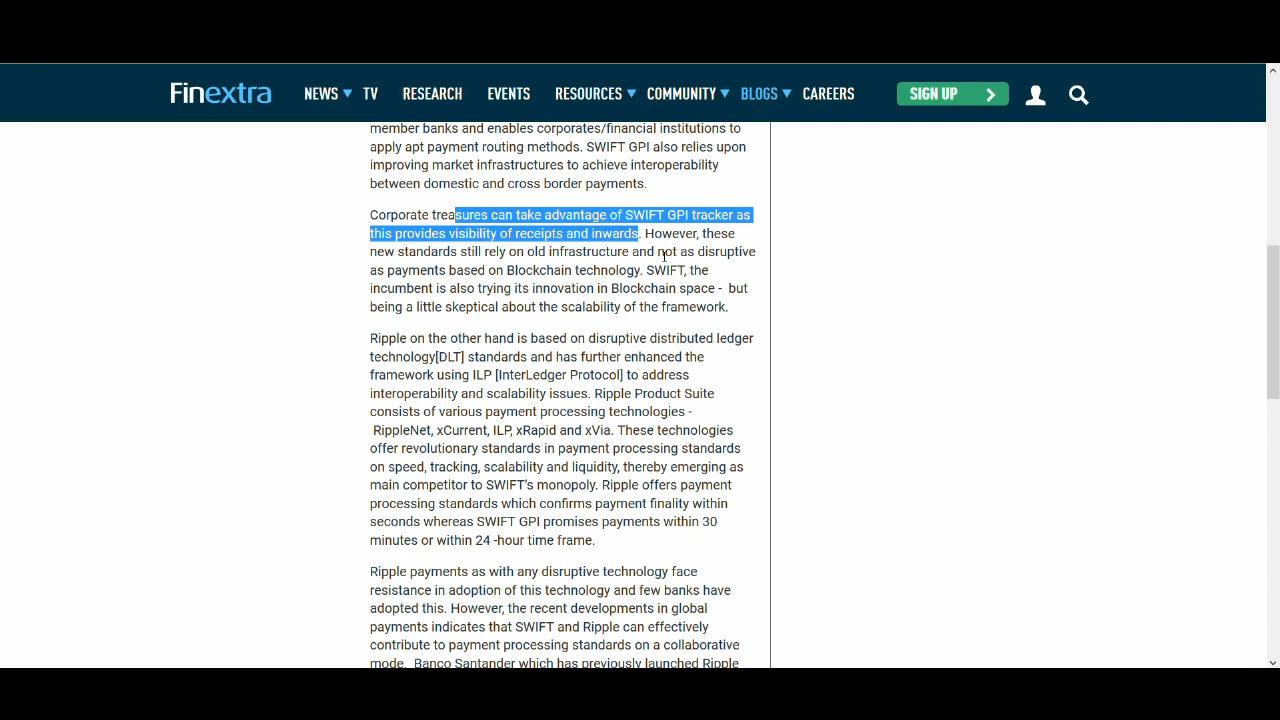 Finextra NEWS TV RESEARCH EVENTS RESOURCES COMMUNITY BLOGS CAREERS SIGN UP
member banks and enables corporates/financial institutions to
apply apt payment routing methods. SWIFT GPI also relies upon
improving market infrastructures to achieve interoperability
between domestic and cross border payments.
Corporate treasures can take advantage of SWIFT GPI tracker as
this provides visibility of receipts and inwards. However, these
new standards still rely on old infrastructure and not as disruptive
as payments based on Blockchain technology. SWIFT, the
incumbent is also trying its innovation in Blockchain space - but
being a little skeptical about the scalability of the framework.
Ripple on the other hand is based on disruptive distributed ledger
technology[DLT] standards and has further enhanced the
framework using ILP [InterLedger Protocol] to address
interoperability and scalability issues. Ripple Product Suite
consists of various payment processing technologies -
RippleNet, xCurrent, ILP, xRapid and xVia. These technologies
offer revolutionary standards in payment processing standards
on speed, tracking, scalability and liquidity, thereby emerging as
main competitor to SWIFT's monopoly. Ripple offers payment
processing standards which confirms payment finality within
seconds whereas SWIFT GPI promises payments within 30
minutes or within 24 -hour time frame.
Ripple payments as with any disruptive technology face
resistance in adoption of this technology and few banks have
adopted this. However, the recent developments in global
payments indicates that SWIFT and Ripple can effectively
contribute to payment processing standards on a collaborative
mode. Banco Santander which has previously launched Ripple